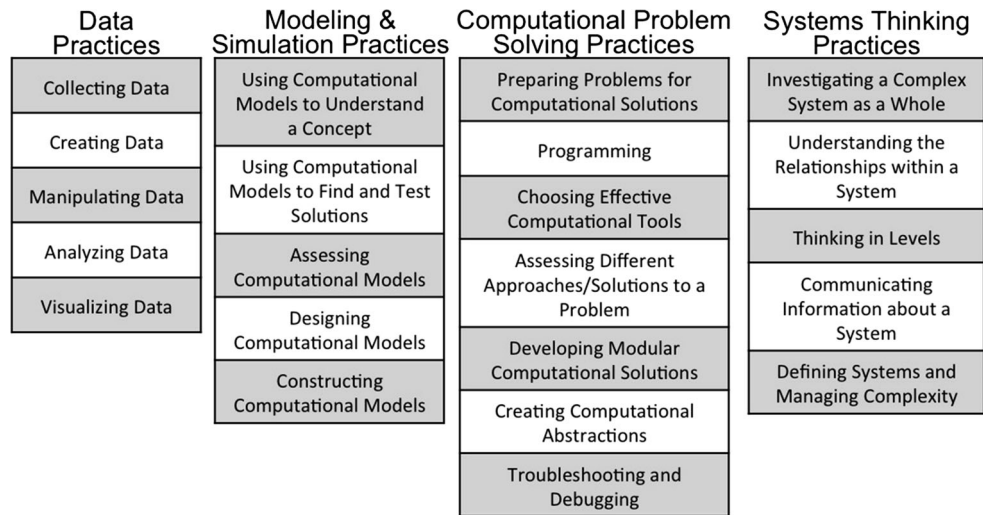 Data
Practices
Collecting Data
Creating Data
Manipulating Data
Analyzing Data
Visualizing Data
Modeling &
Simulation Practices
Using Computational
Models to Understand
a Concept
Using Computational
Models to Find and Test
Solutions
Assessing
Computational Models
Designing
Computational Models
Constructing
Computational Models
Computational Problem
Solving Practices
Preparing Problems for
Computational Solutions
Programming
Choosing Effective
Computational Tools
Assessing Different
Approaches/Solutions to a
Problem
Developing Modular
Computational Solutions
Creating Computational
Abstractions
Troubleshooting and
Debugging
Systems Thinking
Practices
Investigating a Complex
System as a Whole
Understanding the
Relationships within a
System
Thinking in Levels
Communicating
Information about a
System
Defining Systems and
Managing Complexity